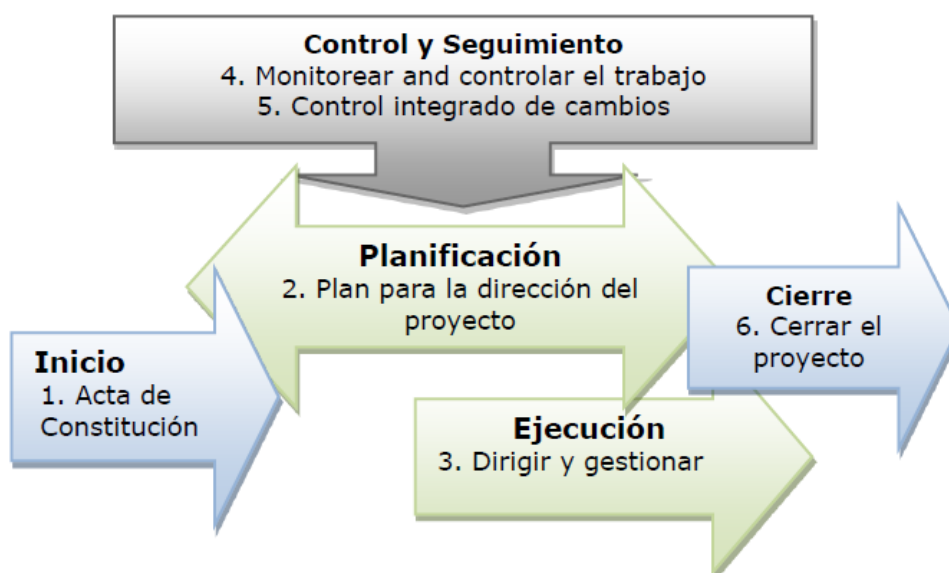 Control y Seguimiento
4. Monitorear and controlar el trabajo
5. Control integrado de cambios
Planificación
2. Plan para la dirección del
proyecto
Inicio
1. Acta de
Constitución
Cierre
6. Cerrar el
proyecto
Ejecución
3. Dirigir y gestionar